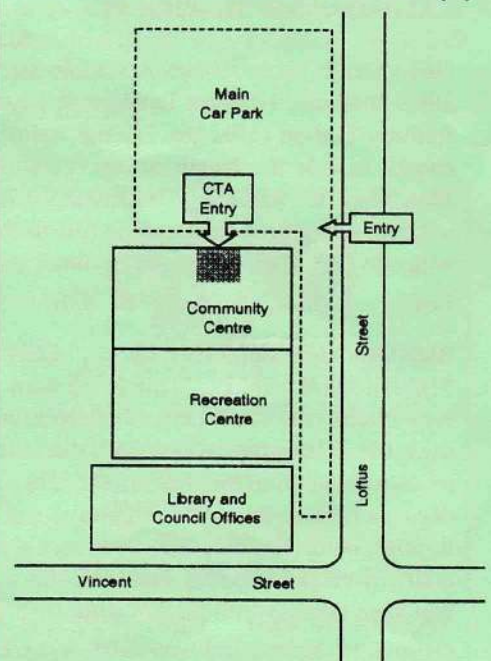 Main
Car Park
CTA
Entry
Entry
Community
Centre
Street
Recreation
Centre
Loftus
Library and
Council Offices
Vincent Street